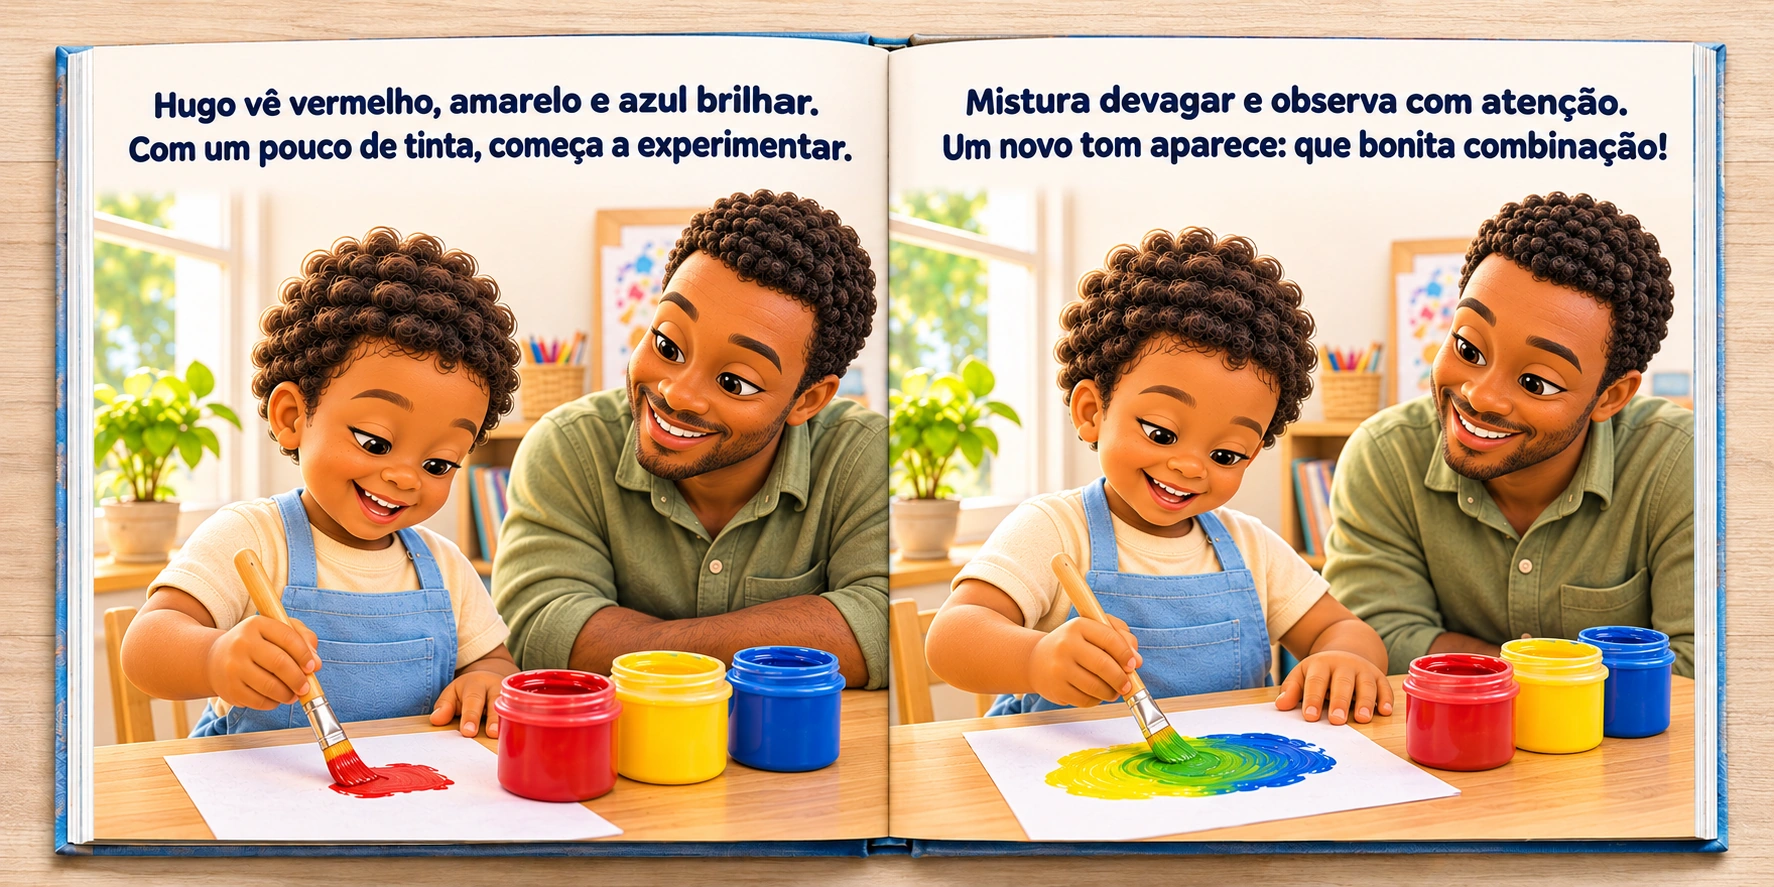 Hugo vê vermelho, amarelo e azul brilhar.
Com um pouco de tinta, começa a experimentar.
Mistura devagar e observa com atenção.
Um novo tom aparece: que bonita combinação!